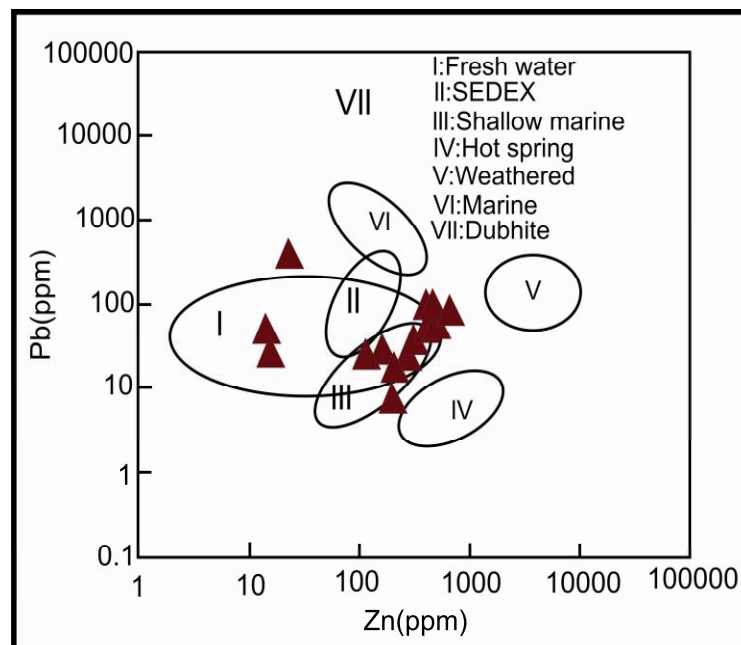 100000
10000
1000
100
10
1
0.1
Pb(ppm)
VII
I:Fresh water
II:SEDEX
III:Shallow marine
IV:Hot spring
V:Weathered
VI:Marine
VII:Dubhite
VI
V
II
I
III
IV
1
10
100
1000
10000
100000
Zn(ppm)